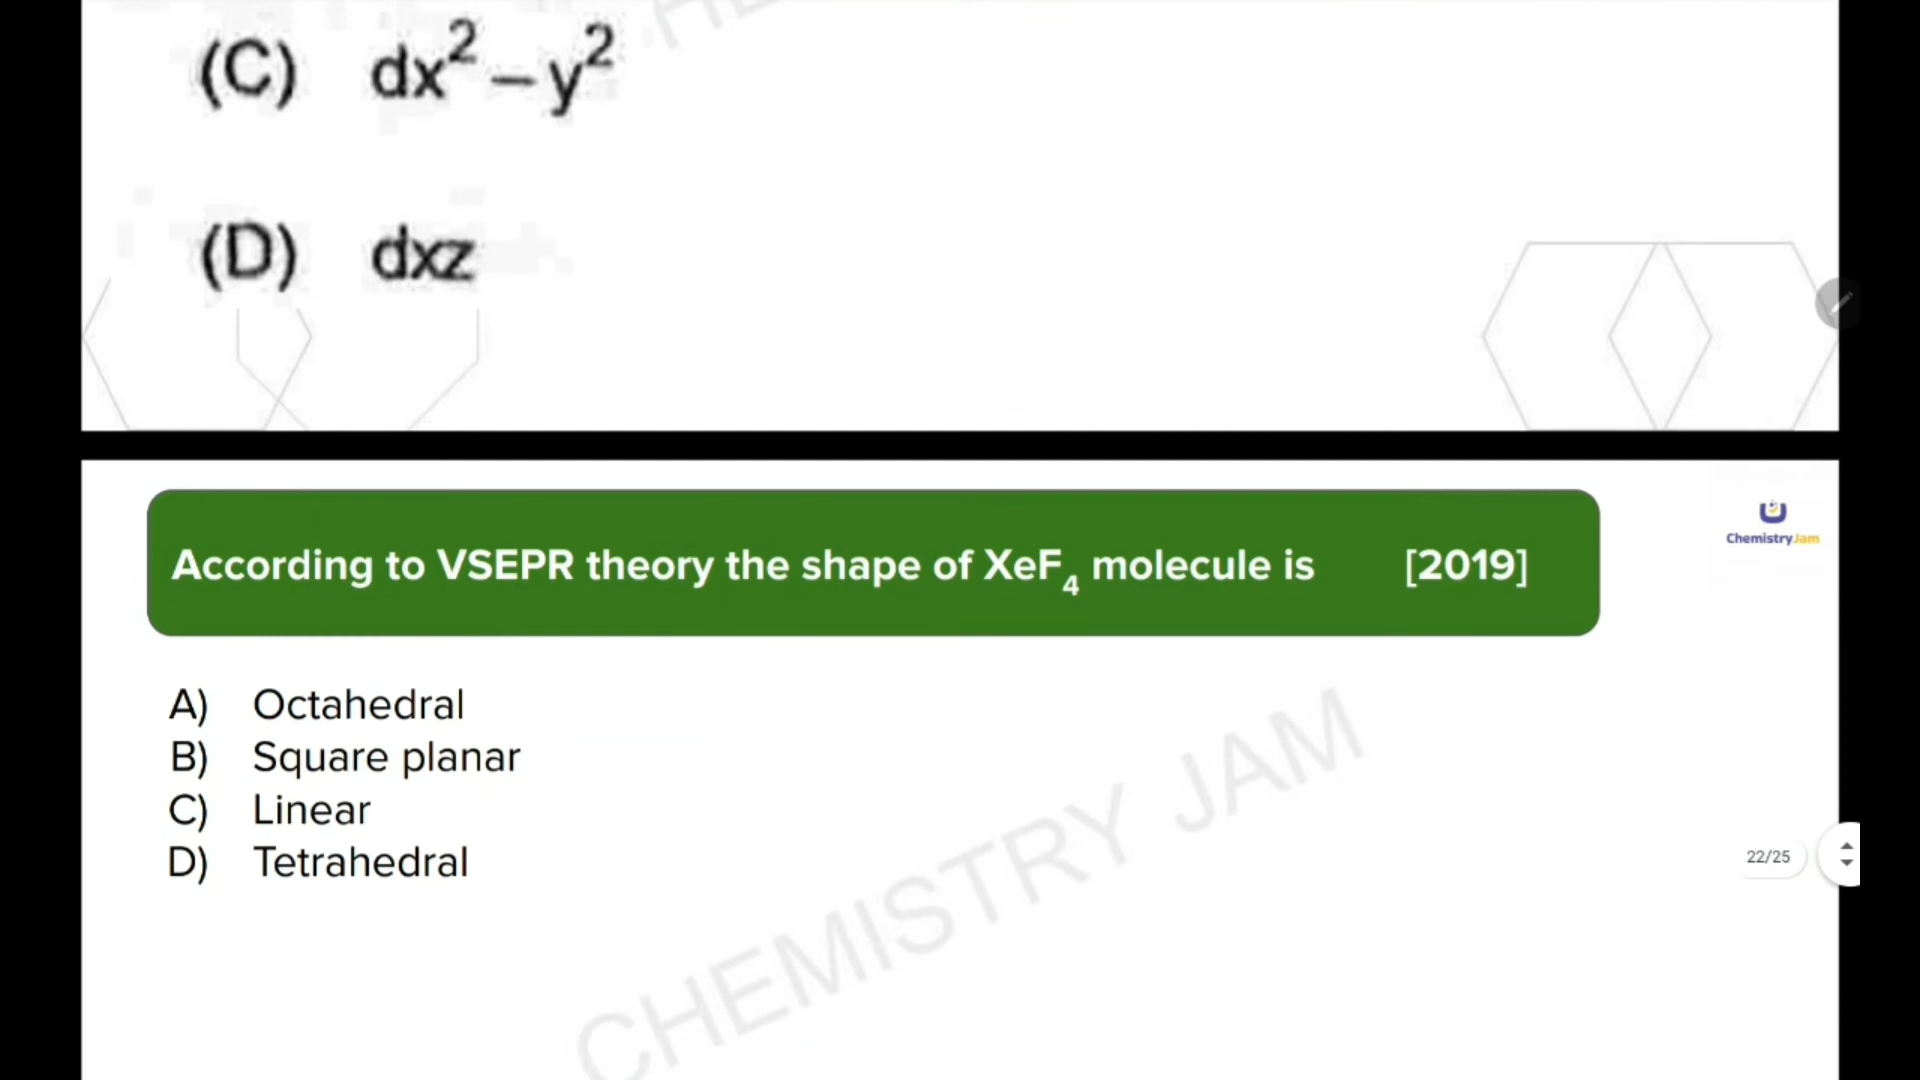 (C) dx² – y²
(D) dxz
According to VSEPR theory the shape of XeF₄ molecule is [2019]
ChemistryJam
A) Octahedral
B) Square planar
C) Linear
D) Tetrahedral
CHEMISTRY JAM
22/25